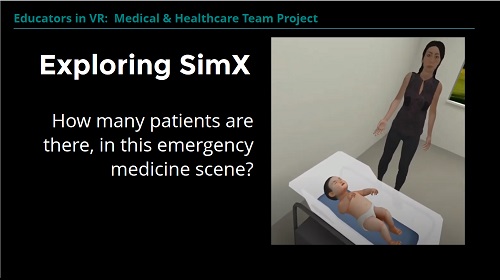 Educators in VR:  Medical & Healthcare Team Project
Exploring SimX
How many patients are
there, in this emergency
medicine scene?